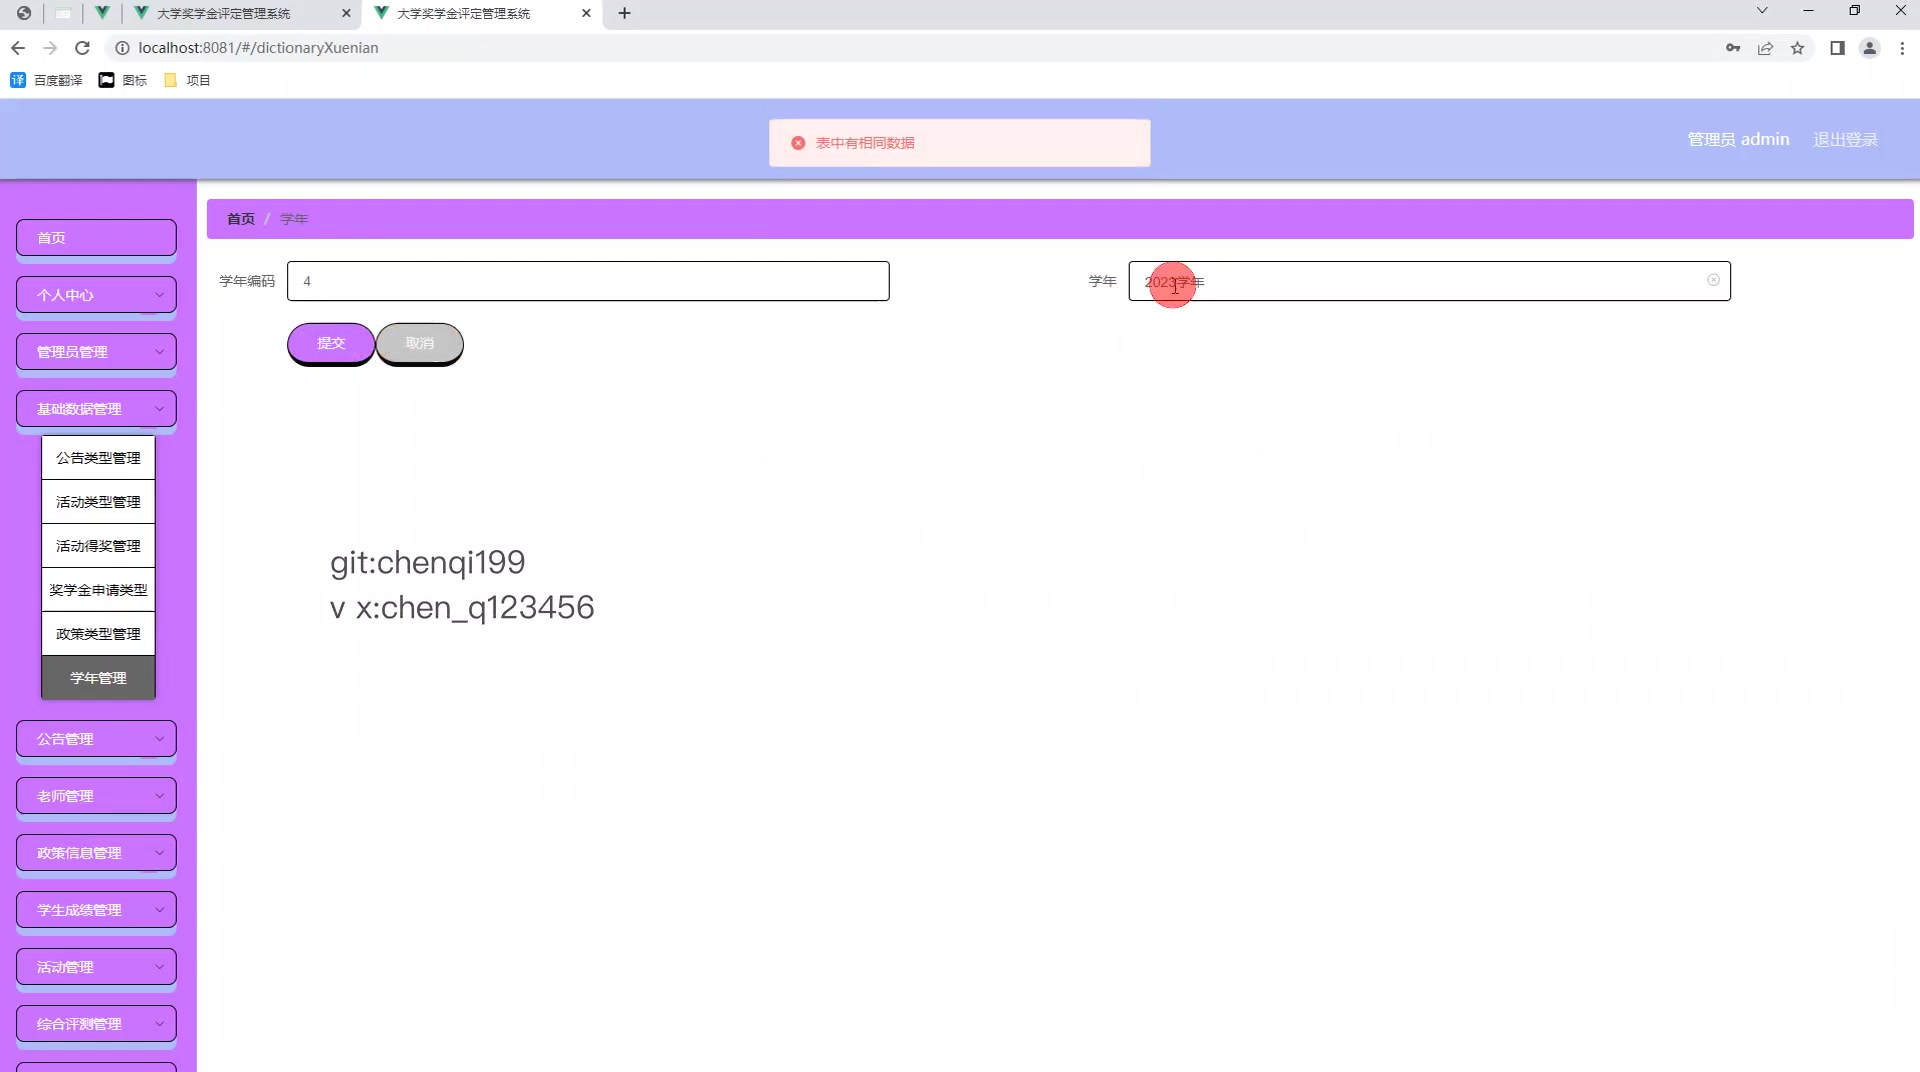 大学奖学金评定管理系统
大学奖学金评定管理系统
localhost:8081/#/dictionaryXuenian
百度翻译
图标
项目
表中有相同数据
管理员 admin
退出登录
首页 / 学年
首页
个人中心
管理员管理
基础数据管理
公告类型管理
活动类型管理
活动得奖管理
奖学金申请类型
政策类型管理
学年管理
公告管理
老师管理
政策信息管理
学生成绩管理
活动管理
综合评测管理
学年编码 4
学年 2023学年
提交
取消
git:chenqi199
v x:chen_q123456